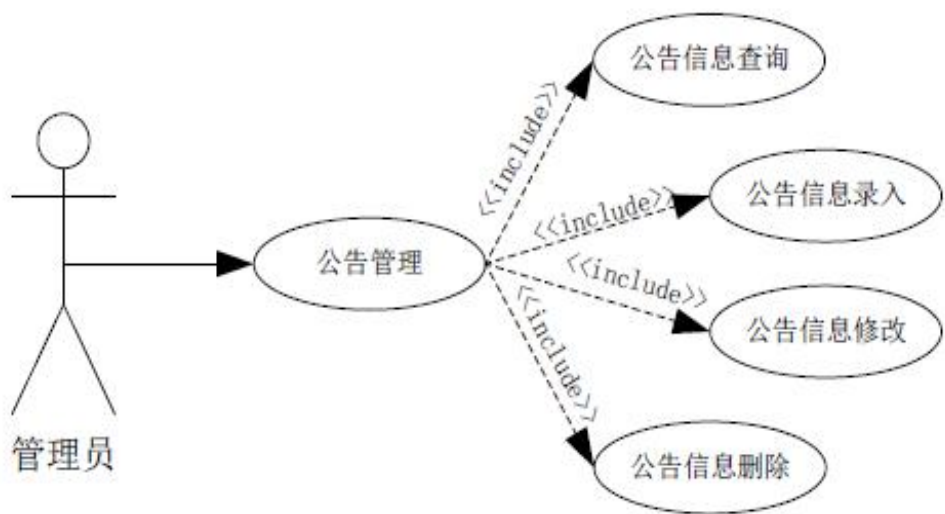 公告信息查询
<<include>>
公告信息录入
<<include>>
公告管理
<<include>>
公告信息修改
<<include>>
管理员
公告信息删除